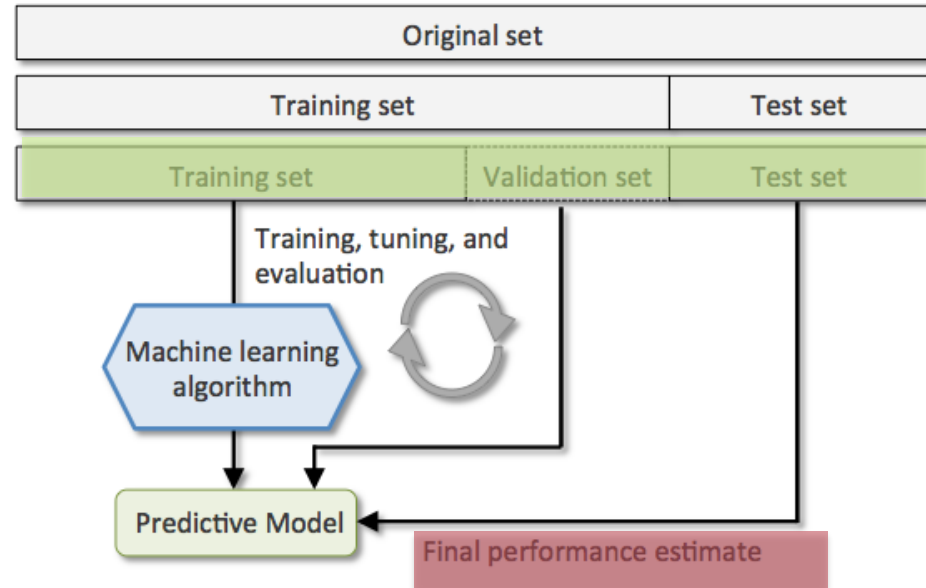 Original set
Training set Test set
Training set Validation set Test set
Training, tuning, and
evaluation
Machine learning
algorithm
Predictive Model
Final performance estimate